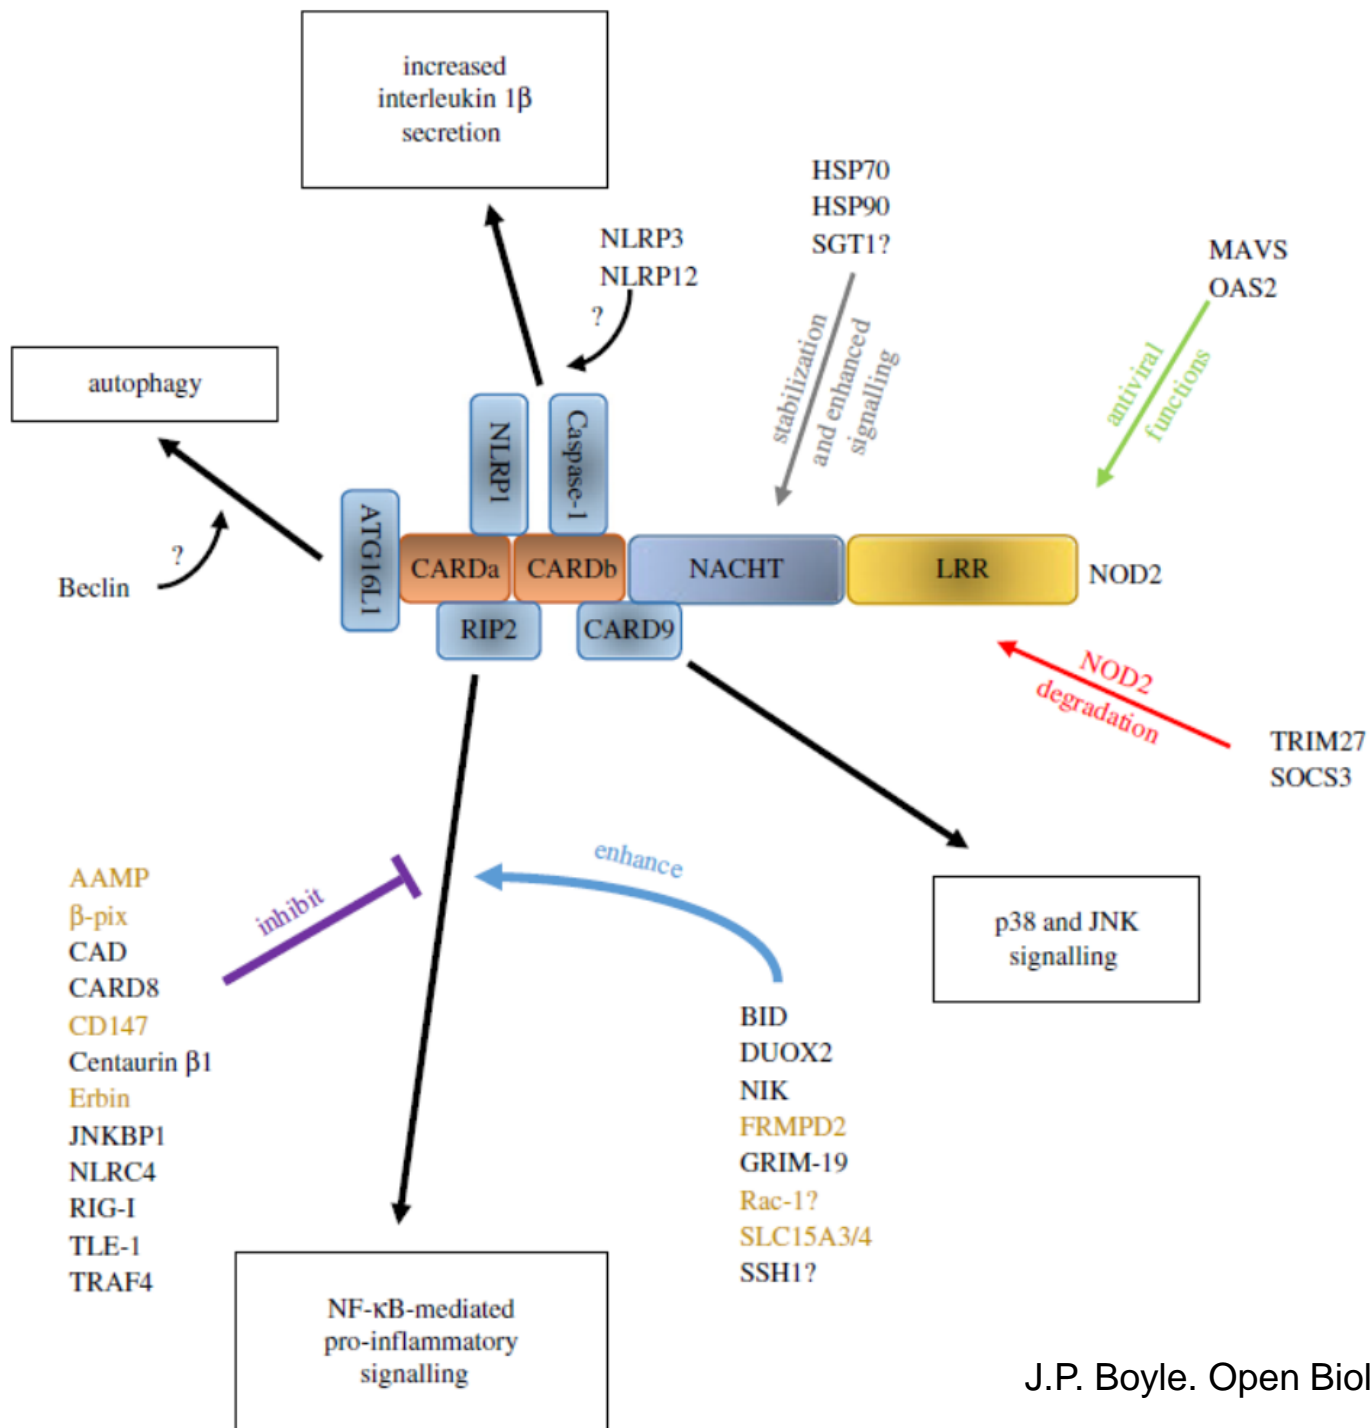 increased
interleukin 1β
secretion
HSP70
HSP90
SGT1?
NLRP3
NLRP12
?
MAVS
OAS2
stabilization
and enhanced
signalling
antiviral
functions
autophagy
NLRP1
Caspase-1
ATG16L1
?
Beclin
CARDa
CARDb
NACHT
LRR
NOD2
RIP2
CARD9
NOD2
degradation
TRIM27
SOCS3
enhance
inhibit
AAMP
β-pix
CAD
CARD8
CD147
Centaurin β1
Erbin
JNKBP1
NLRC4
RIG-I
TLE-1
TRAF4
p38 and JNK
signalling
BID
DUOX2
NIK
FRMPD2
GRIM-19
Rac-1?
SLC15A3/4
SSH1?
NF-κB-mediated
pro-inflammatory
signalling
J.P. Boyle. Open Biol